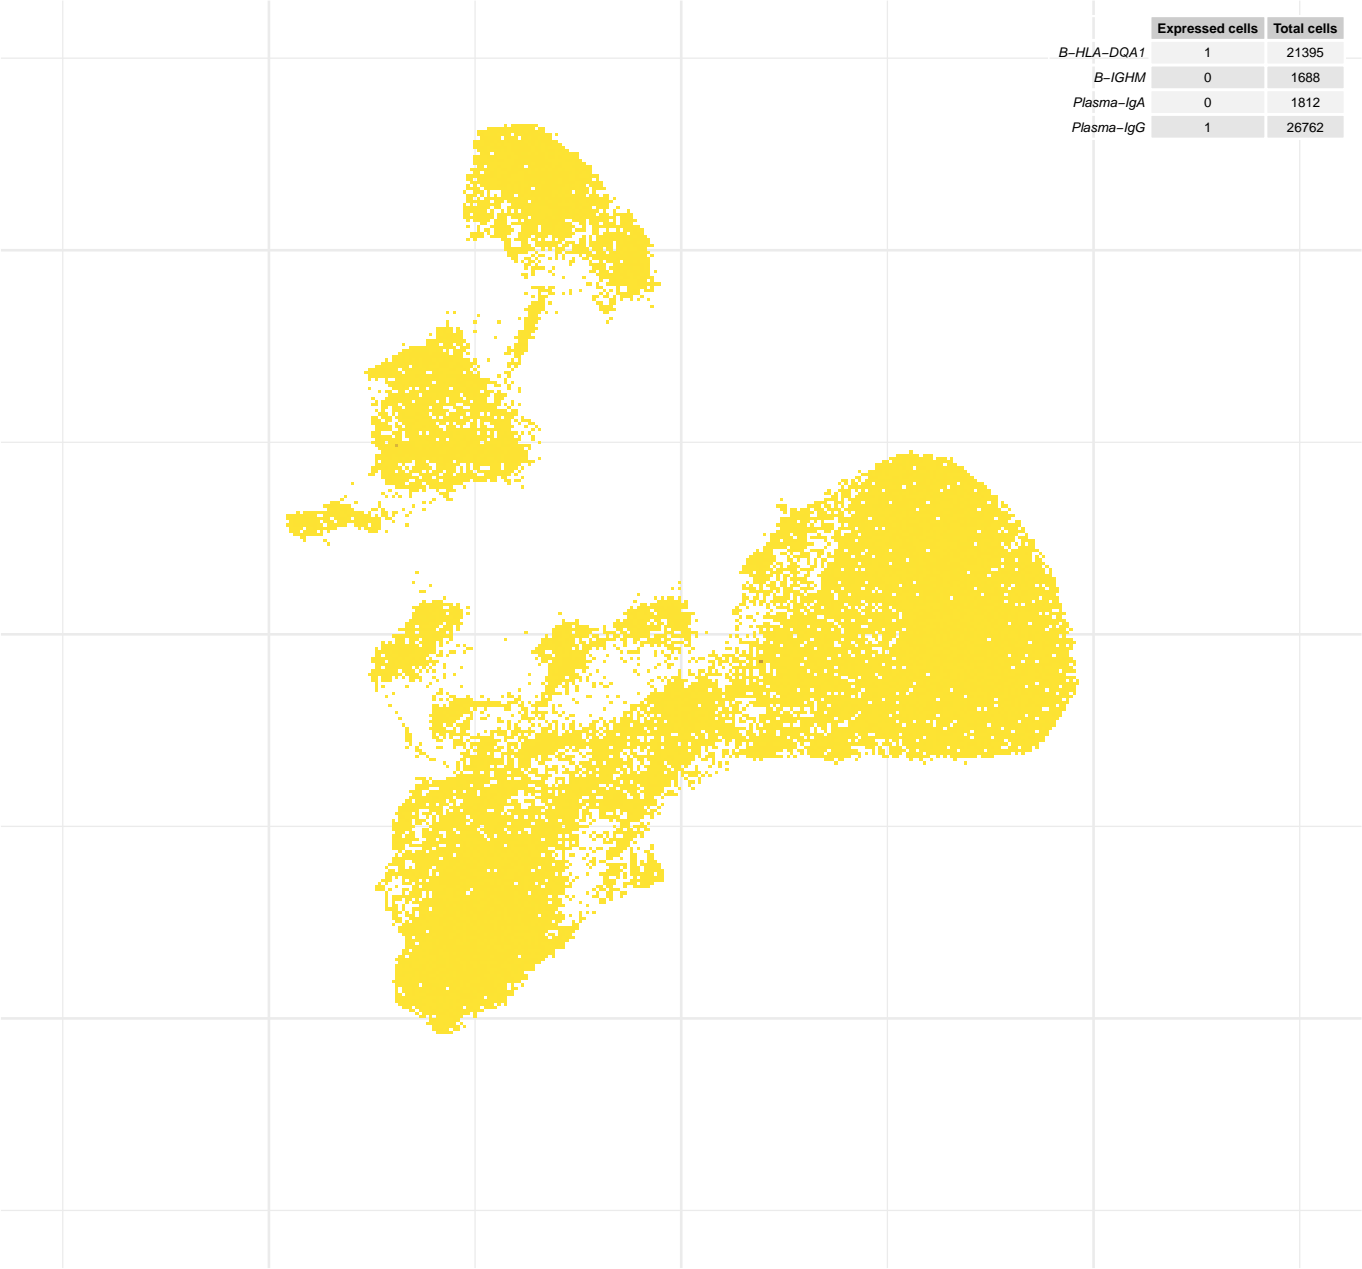 Expressed cells Total cells
B−HLA−DQA1 1 21395
B−IGHM 0 1688
Plasma−IgA 0 1812
Plasma−IgG 1 26762